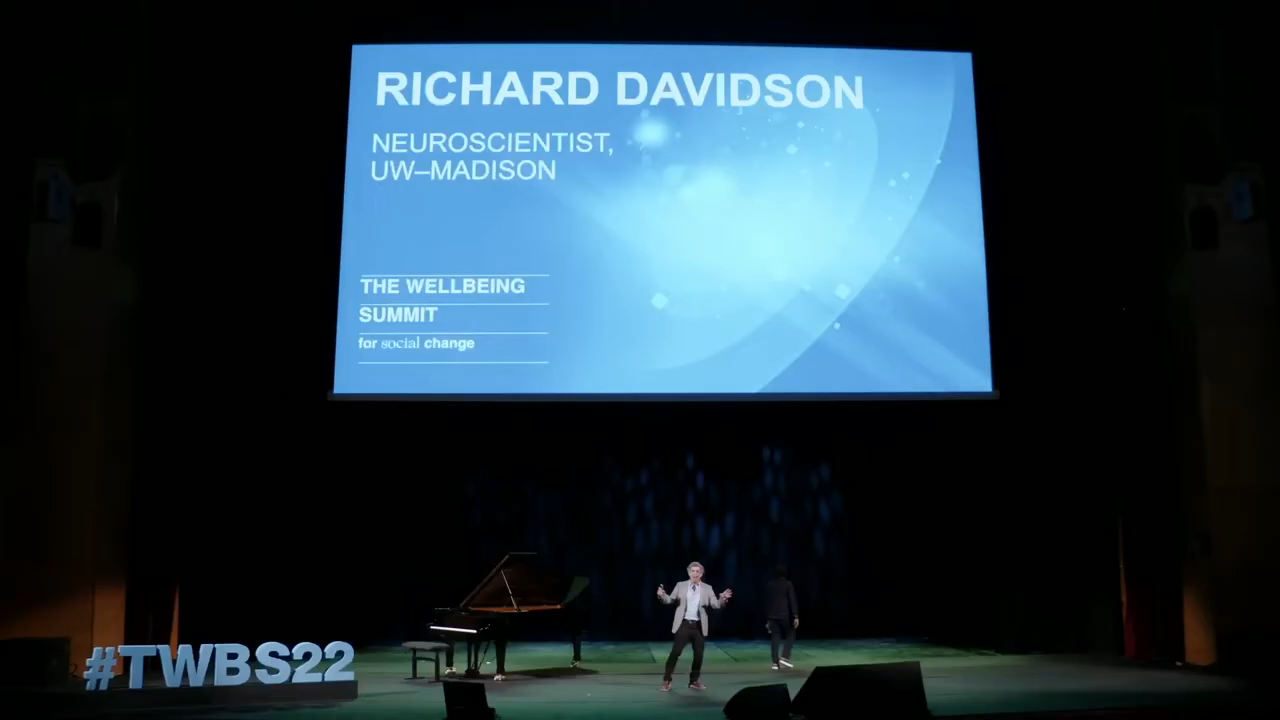 RICHARD DAVIDSON
NEUROSCIENTIST,
UW–MADISON
THE WELLBEING
SUMMIT
for social change
#TWBS22